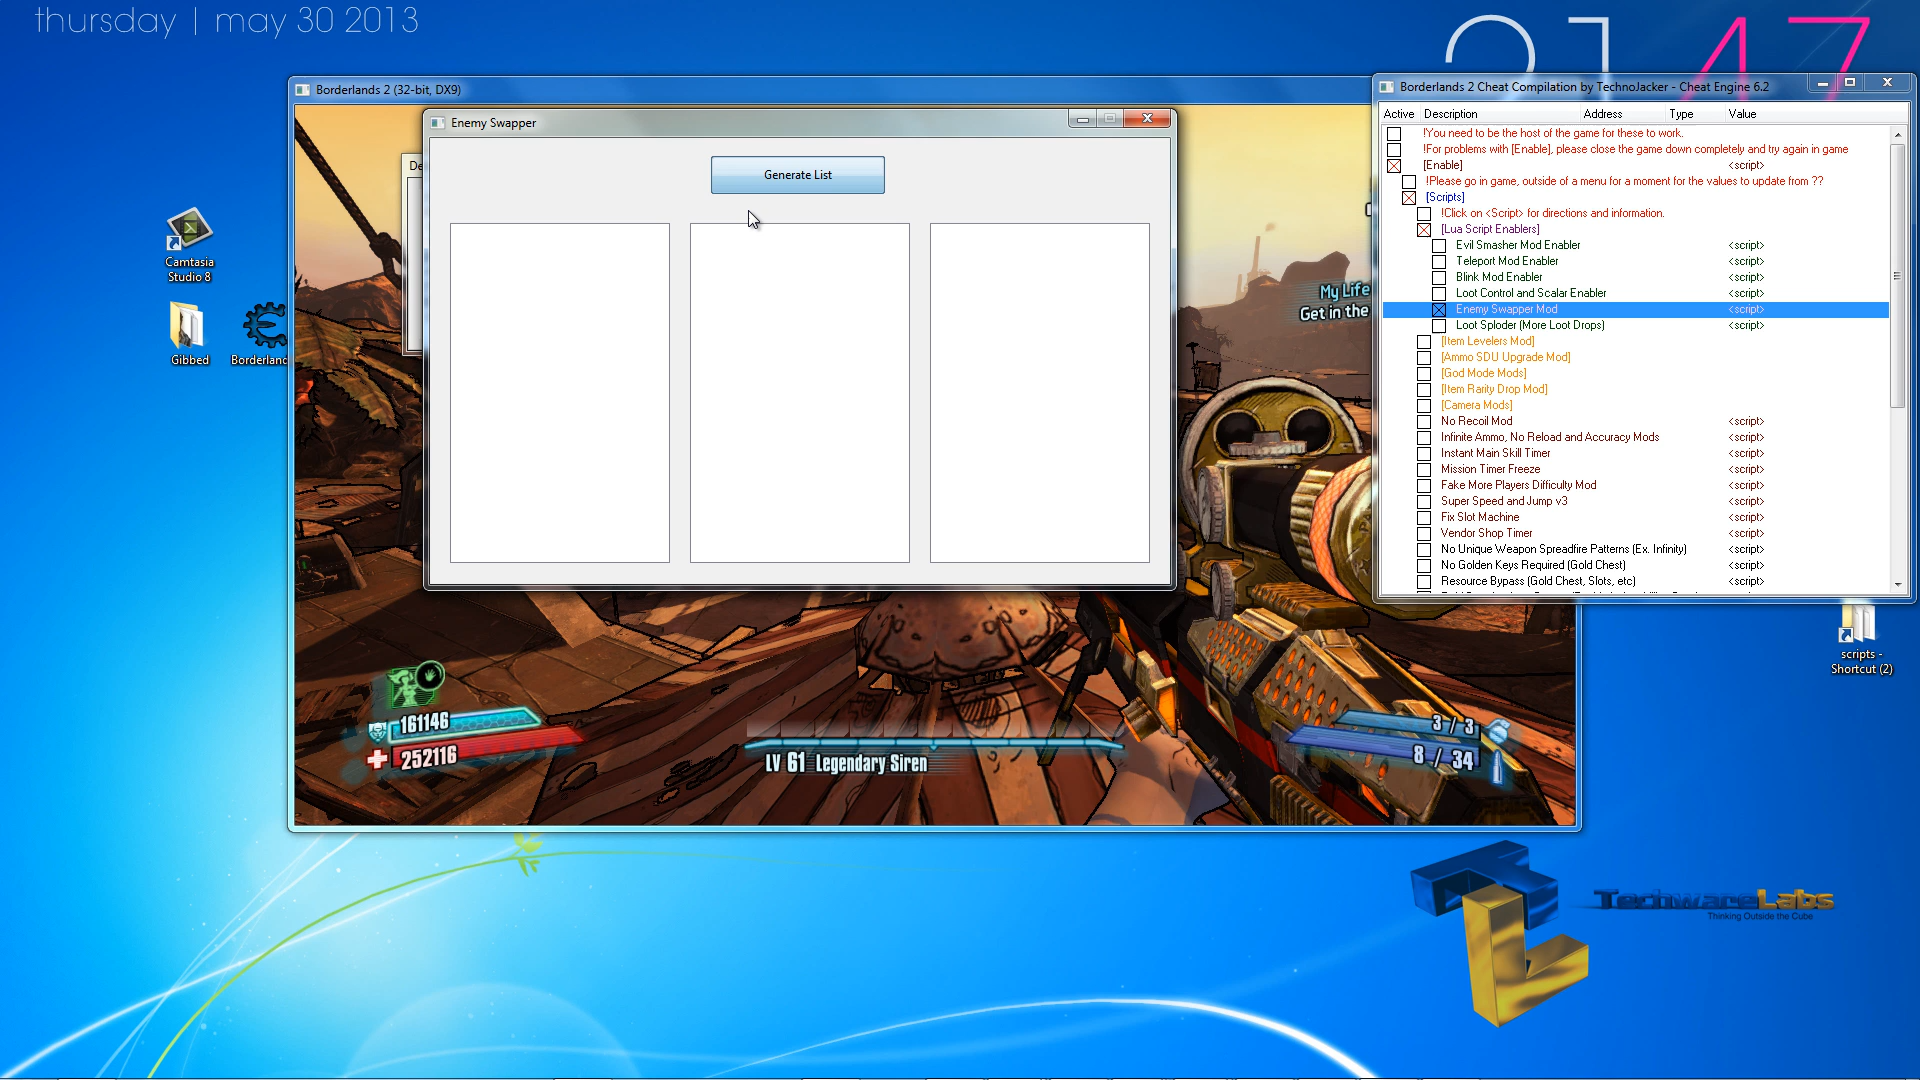 thursday | may 30 2013
21 47
Camtasia
Studio 8
Gibbed
Borderland
Borderlands 2 (32-bit, DX9)
De
Enemy Swapper
Generate List
My Life
Get in the
161146
252116
LV 61 Legendary Siren
3 / 3
8 / 34
Borderlands 2 Cheat Compilation by TechnoJacker - Cheat Engine 6.2
Active Description Address Type Value
!You need to be the host of the game for these to work.
!For problems with [Enable], please close the game down completely and try again in game
[Enable] <script>
!Please go in game, outside of a menu for a moment for the values to update from ??
[Scripts]
!Click on <Script> for directions and information.
[Lua Script Enablers]
Evil Smasher Mod Enabler <script>
Teleport Mod Enabler <script>
Blink Mod Enabler <script>
Loot Control and Scalar Enabler <script>
Enemy Swapper Mod <script>
Loot Sploder (More Loot Drops) <script>
[Item Levelers Mod]
[Ammo SDU Upgrade Mod]
[God Mode Mods]
[Item Rarity Drop Mod]
[Camera Mods]
No Recoil Mod <script>
Infinite Ammo, No Reload and Accuracy Mods <script>
Instant Main Skill Timer <script>
Mission Timer Freeze <script>
Fake More Players Difficulty Mod <script>
Super Speed and Jump v3 <script>
Fix Slot Machine <script>
Vendor Shop Timer <script>
No Unique Weapon Spreadfire Patterns (Ex. Infinity) <script>
No Golden Keys Required (Gold Chest) <script>
Resource Bypass (Gold Chest, Slots, etc) <script>
scripts -
Shortcut (2)
TechwareLabs
Thinking Outside the Cube